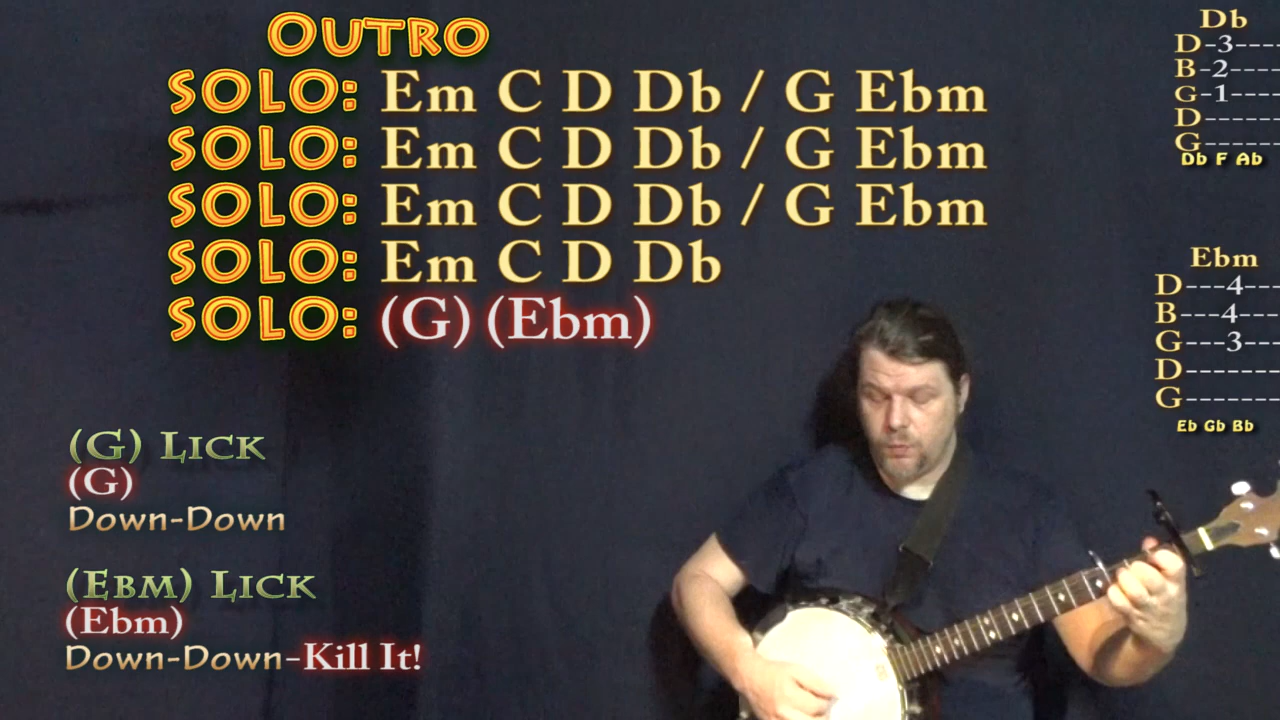 OUTRO
SOLO: Em C D Db / G Ebm
SOLO: Em C D Db / G Ebm
SOLO: Em C D Db / G Ebm
SOLO: Em C D Db
SOLO: (G) (Ebm)
(G) LICK
(G)
Down-Down
(EBM) LICK
(Ebm)
Down-Down-Kill It!
Db
D-3----
B-2----
G-1----
D------
G------
Db F Ab
Ebm
D---4---
B---4---
G---3---
D-------
G-------
Eb Gb Bb